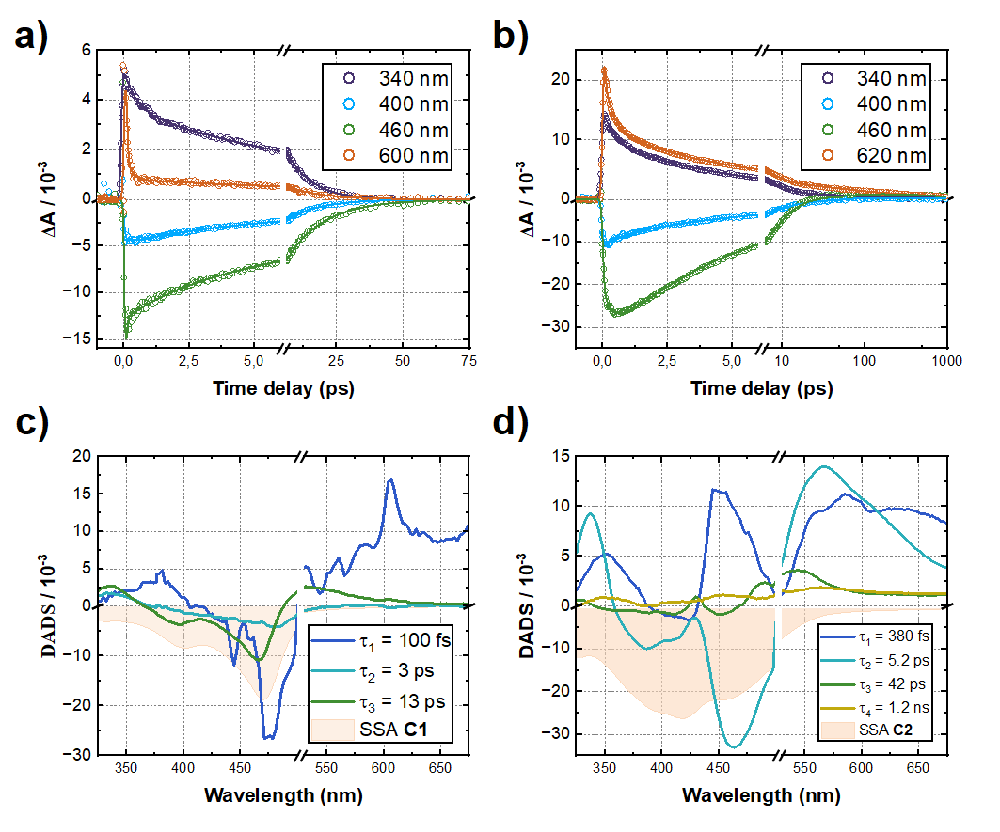 a)
6
4
2
0
−5
−10
−15
ΔA / 10⁻³
340 nm
400 nm
460 nm
600 nm
0,0
2,5
5,0
25
50
75
Time delay (ps)
b)
20
10
0
−10
−20
−30
ΔA / 10⁻³
340 nm
400 nm
460 nm
620 nm
0,0
2,5
5,0
10
100
1000
Time delay (ps)
c)
20
15
10
5
0
−10
−20
−30
DADS / 10⁻³
τ₁ = 100 fs
τ₂ = 3 ps
τ₃ = 13 ps
SSA C1
350
400
450
550
600
650
Wavelength (nm)
d)
15
10
5
0
−10
−20
−30
DADS / 10⁻³
τ₁ = 380 fs
τ₂ = 5.2 ps
τ₃ = 42 ps
τ₄ = 1.2 ns
SSA C2
350
400
450
550
600
650
Wavelength (nm)